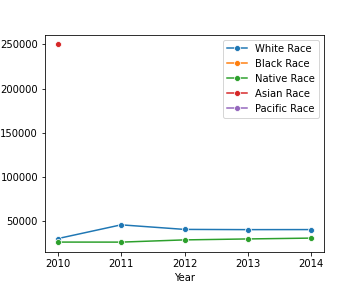 250000
200000
150000
100000
50000
White Race
Black Race
Native Race
Asian Race
Pacific Race
2010 2011 2012 2013 2014
Year